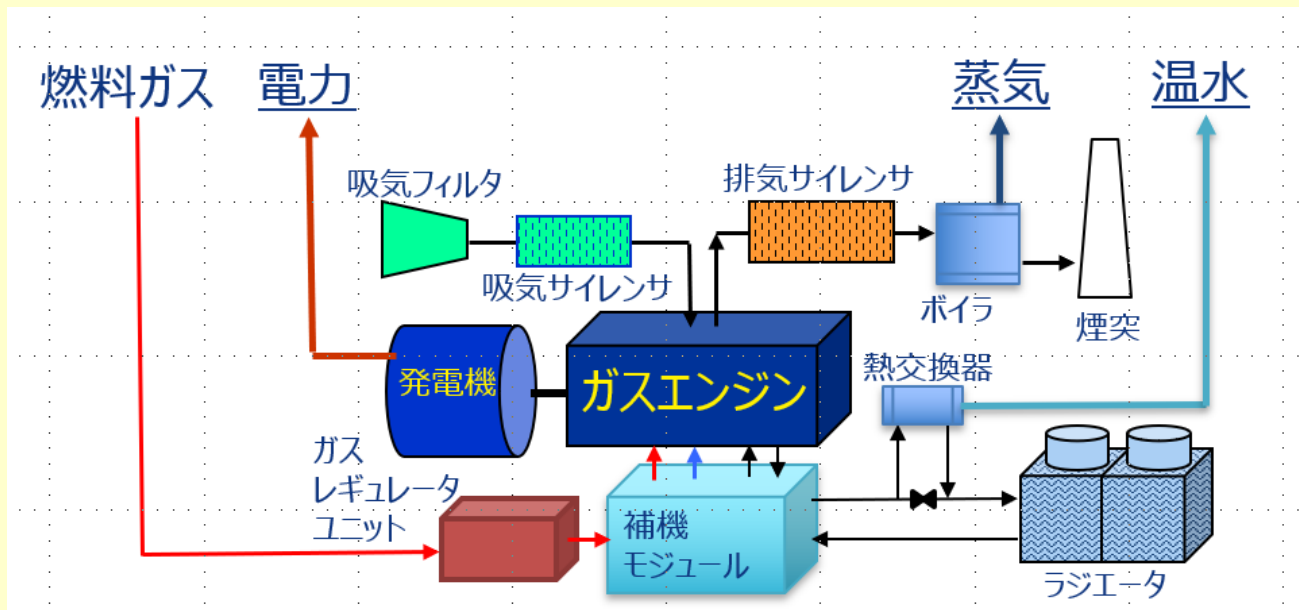 燃料ガス
電力
蒸気
温水
吸気フィルタ
排気サイレンサ
吸気サイレンサ
ボイラ
煙突
発電機
ガスエンジン
熱交換器
ガス
レギュレータ
ユニット
補機
モジュール
ラジエータ